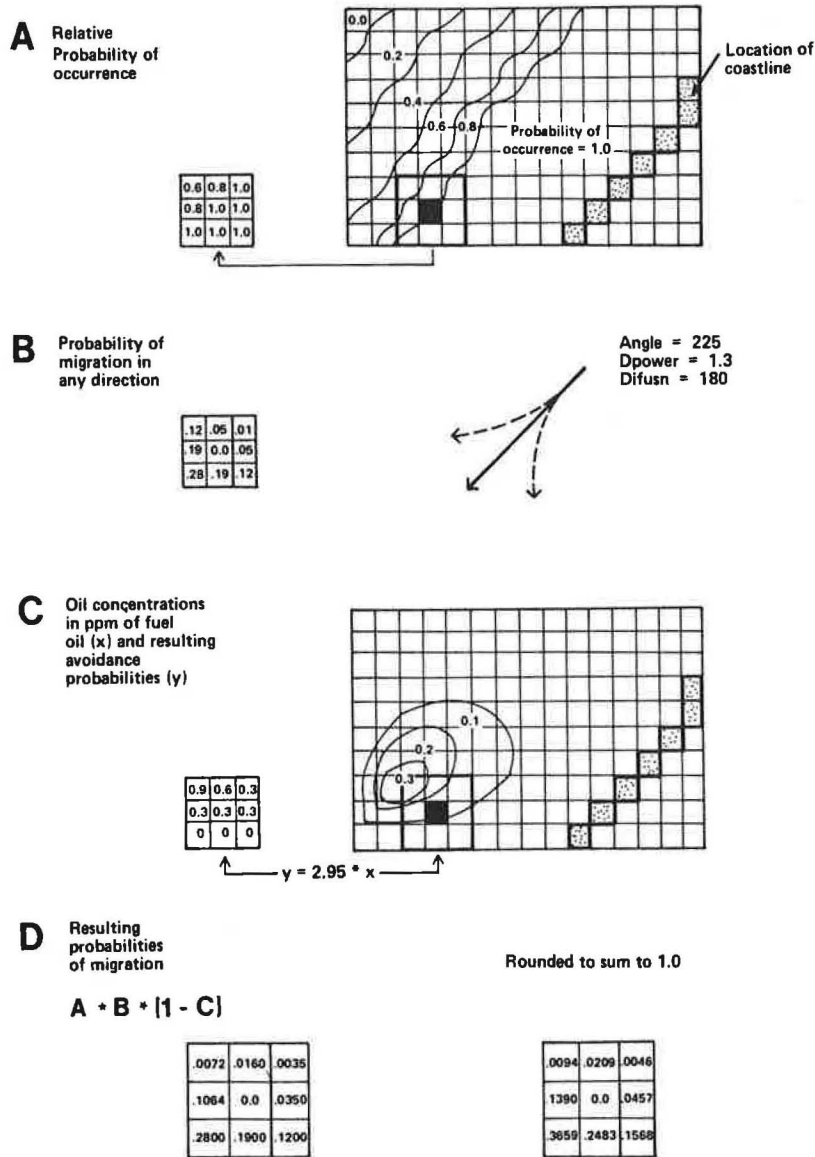 A
Relative
Probability of
occurrence
0.0
0.2
0.4
0.6
0.8
Probability of
occurrence = 1.0
Location of
coastline
0.6 0.8 1.0
0.8 1.0 1.0
1.0 1.0 1.0
B
Probability of
migration in
any direction
Angle = 225
Dpower = 1.3
Difusn = 180
.12 .05 .01
.19 0.0 .05
.28 .19 .12
C
Oil concentrations
in ppm of fuel
oil (x) and resulting
avoidance
probabilities (y)
0.1
0.2
0.3
0.9 0.6 0.3
0.3 0.3 0.3
0 0 0
y = 2.95 * x
D
Resulting
probabilities
of migration
Rounded to sum to 1.0
A * B * [1 - C]
.0072 .0160 .0035
.1064 0.0 .0350
.2800 .1900 .1200
.0094 .0209 .0046
.1390 0.0 .0457
.3659 .2483 .1568